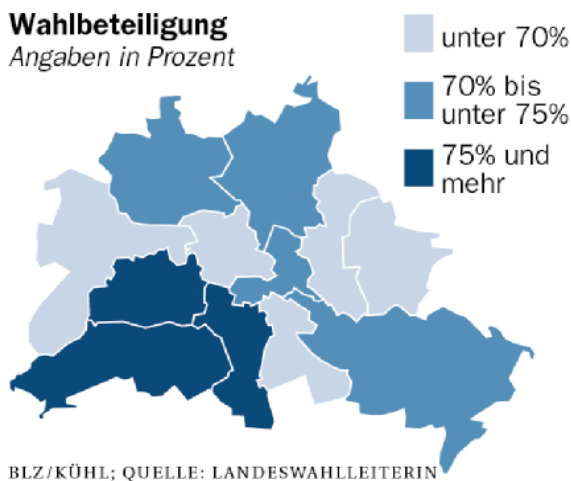 Wahlbeteiligung
Angaben in Prozent
unter 70%
70% bis
unter 75%
75% und
mehr
BLZ/KÜHL; QUELLE: LANDESWAHLLEITERIN